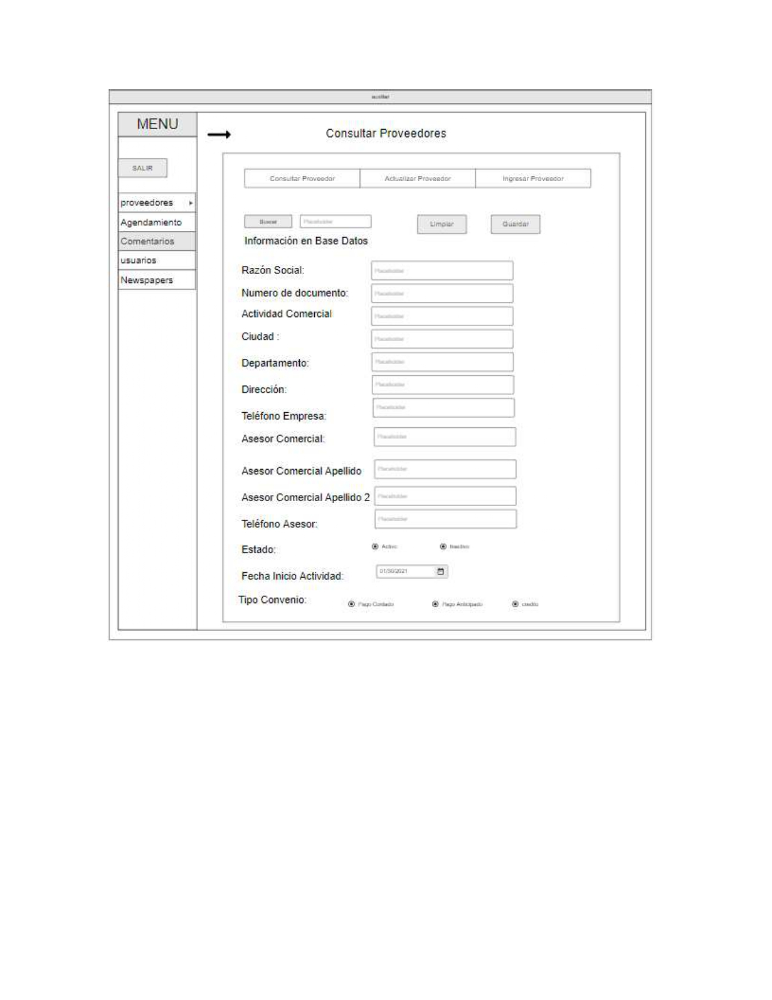 auxiliar
MENU
Consultar Proveedores
SALIR
Consultar Proveedor Actualizar Proveedor Ingresar Proveedor
proveedores
Agendamiento
Comentarios
usuarios
Newspapers
Buscar Placeholder Limpiar Guardar
Información en Base Datos
Razón Social: Placeholder
Numero de documento: Placeholder
Actividad Comercial Placeholder
Ciudad : Placeholder
Departamento: Placeholder
Dirección: Placeholder
Teléfono Empresa: Placeholder
Asesor Comercial: Placeholder
Asesor Comercial Apellido Placeholder
Asesor Comercial Apellido 2 Placeholder
Teléfono Asesor: Placeholder
Estado: Activo Inactivo
Fecha Inicio Actividad: 01/30/2021
Tipo Convenio: Pago Contado Pago Anticipado credito